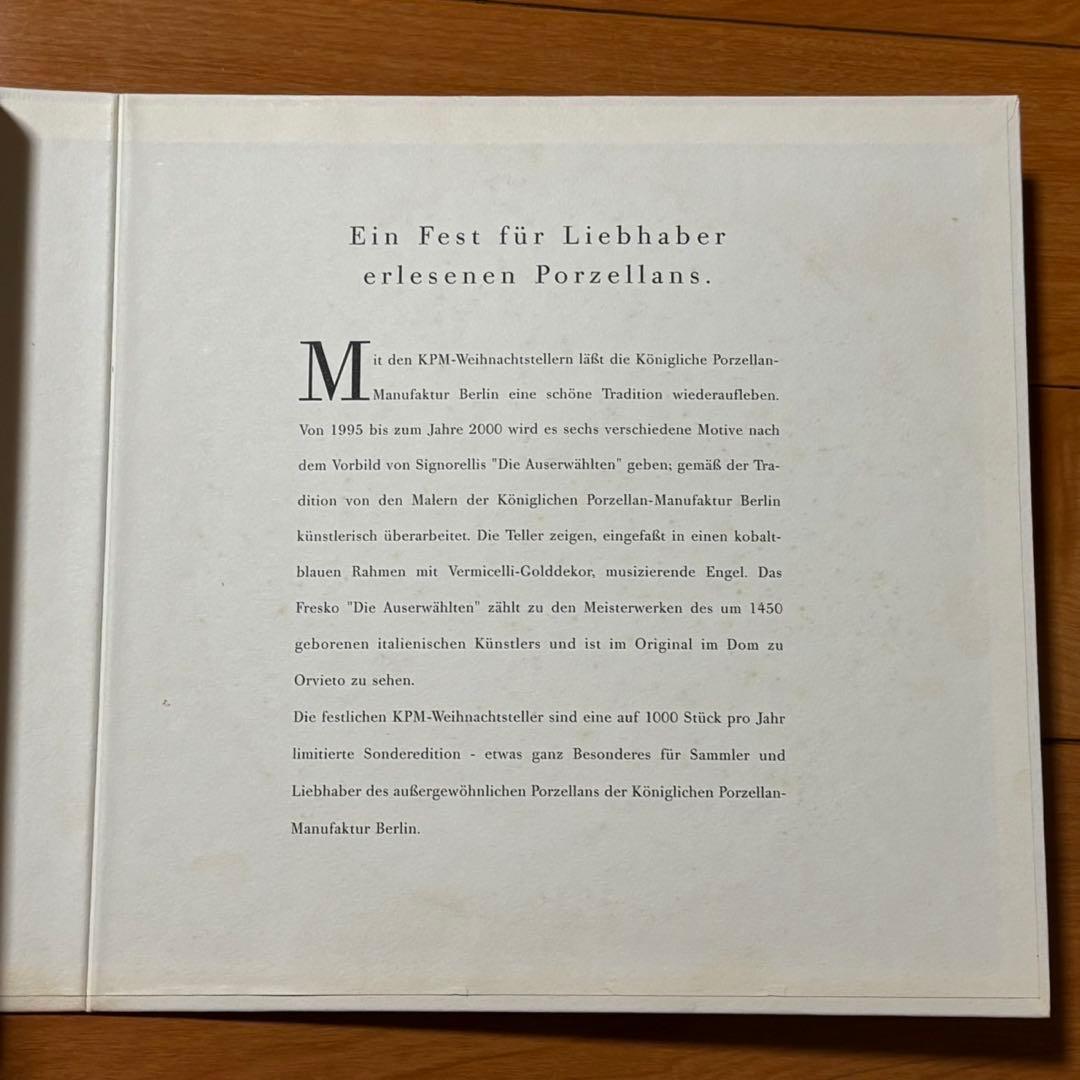 Ein Fest für Liebhaber
erlesenen Porzellans.
Mit den KPM-Weihnachtstellern läßt die Königliche Porzellan-
Manufaktur Berlin eine schöne Tradition wiederaufleben.
Von 1995 bis zum Jahre 2000 wird es sechs verschiedene Motive nach
dem Vorbild von Signorellis "Die Auserwählten" geben; gemäß der Tra-
dition von den Malern der Königlichen Porzellan-Manufaktur Berlin
künstlerisch überarbeitet. Die Teller zeigen, eingefaßt in einen kobalt-
blauen Rahmen mit Vermicelli-Golddekor, musizierende Engel. Das
Fresko "Die Auserwählten" zählt zu den Meisterwerken des um 1450
geborenen italienischen Künstlers und ist im Original im Dom zu
Orvieto zu sehen.
Die festlichen KPM-Weihnachtsteller sind eine auf 1000 Stück pro Jahr
limitierte Sonderedition - etwas ganz Besonderes für Sammler und
Liebhaber des außergewöhnlichen Porzellans der Königlichen Porzellan-
Manufaktur Berlin.